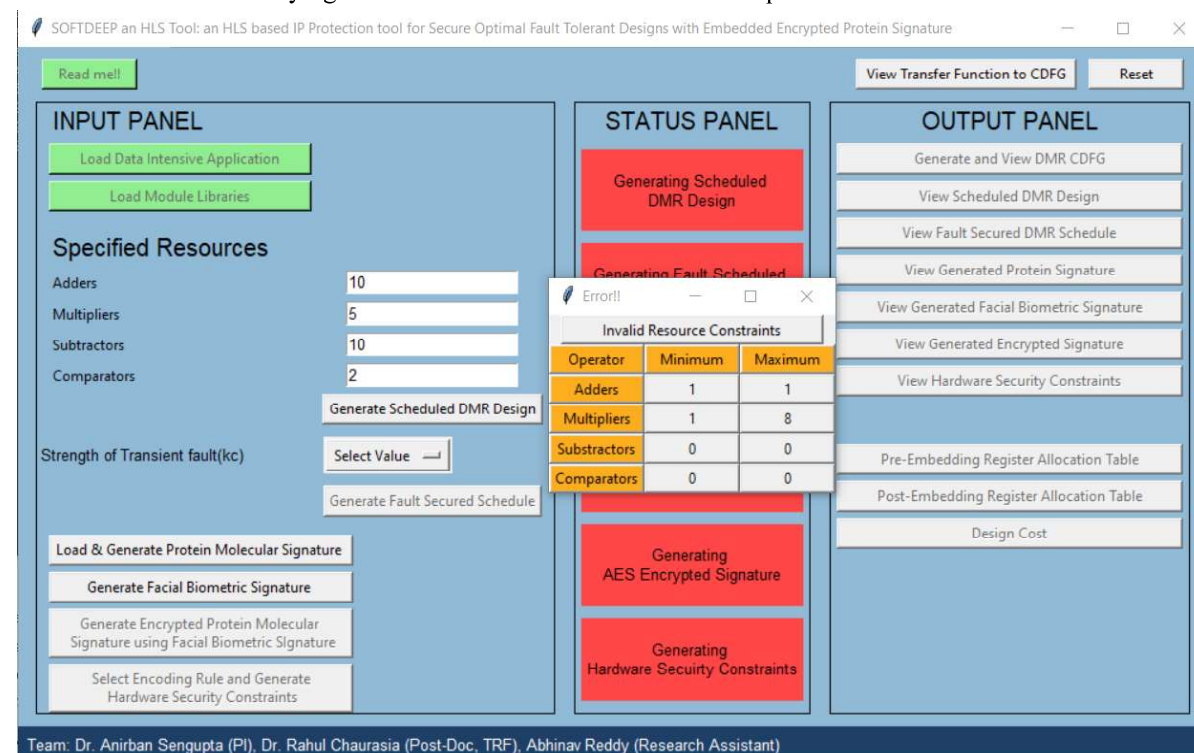 SOFTDEEP an HLS Tool: an HLS based IP Protection tool for Secure Optimal Fault Tolerant Designs with Embedded Encrypted Protein Signature
Read me!!
View Transfer Function to CDFG
Reset
INPUT PANEL
Load Data Intensive Application
Load Module Libraries
Specified Resources
Adders 10
Multipliers 5
Subtractors 10
Comparators 2
Generate Scheduled DMR Design
Strength of Transient fault(kc) Select Value
Generate Fault Secured Schedule
Load & Generate Protein Molecular Signature
Generate Facial Biometric Signature
Generate Encrypted Protein Molecular
Signature using Facial Biometric SIgnature
Select Encoding Rule and Generate
Hardware Security Constraints
STATUS PANEL
Generating Scheduled
DMR Design
Generating Fault Scheduled
Error!!
Invalid Resource Constraints
Operator Minimum Maximum
Adders 1 1
Multipliers 1 8
Substractors 0 0
Comparators 0 0
Generating
AES Encrypted Signature
Generating
Hardware Secuirty Constraints
OUTPUT PANEL
Generate and View DMR CDFG
View Scheduled DMR Design
View Fault Secured DMR Schedule
View Generated Protein Signature
View Generated Facial Biometric Signature
View Generated Encrypted Signature
View Hardware Security Constraints
Pre-Embedding Register Allocation Table
Post-Embedding Register Allocation Table
Design Cost
Team: Dr. Anirban Sengupta (PI), Dr. Rahul Chaurasia (Post-Doc, TRF), Abhinav Reddy (Research Assistant)